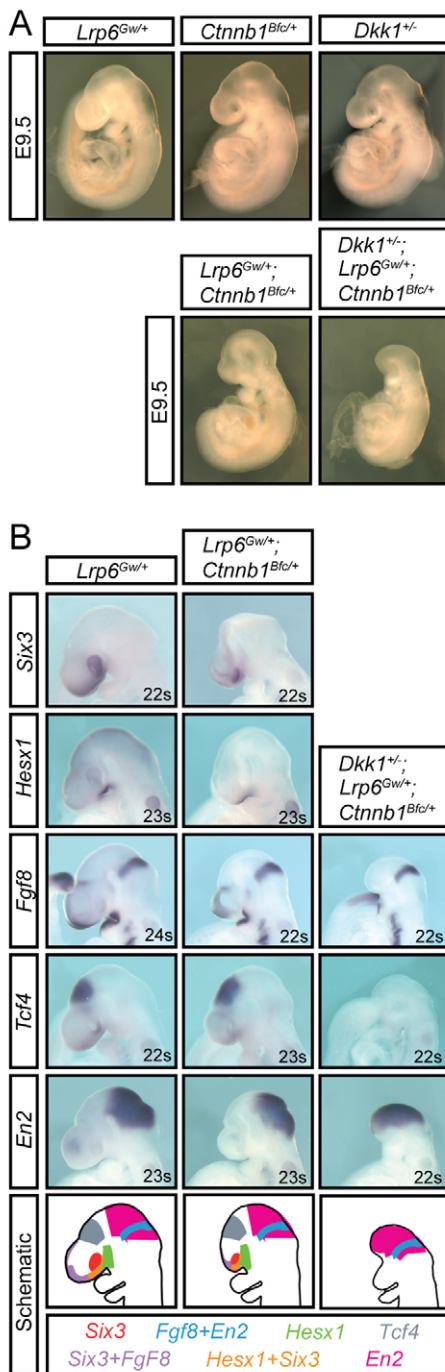 A
Lrp6Gw/+
Ctnnb1Bfc/+
Dkk1+/-
E9.5
Lrp6Gw/+;
Ctnnb1Bfc/+
Dkk1+/-;
Lrp6Gw/+;
Ctnnb1Bfc/+
E9.5
B
Lrp6Gw/+
Lrp6Gw/+;
Ctnnb1Bfc/+
Six3
22s
22s
Hesx1
23s
23s
Dkk1+/-;
Lrp6Gw/+;
Ctnnb1Bfc/+
Fgf8
24s
22s
22s
Tcf4
22s
23s
22s
En2
23s
23s
22s
Schematic
Six3 Fgf8+En2 Hesx1 Tcf4
Six3+FgF8 Hesx1+Six3 En2